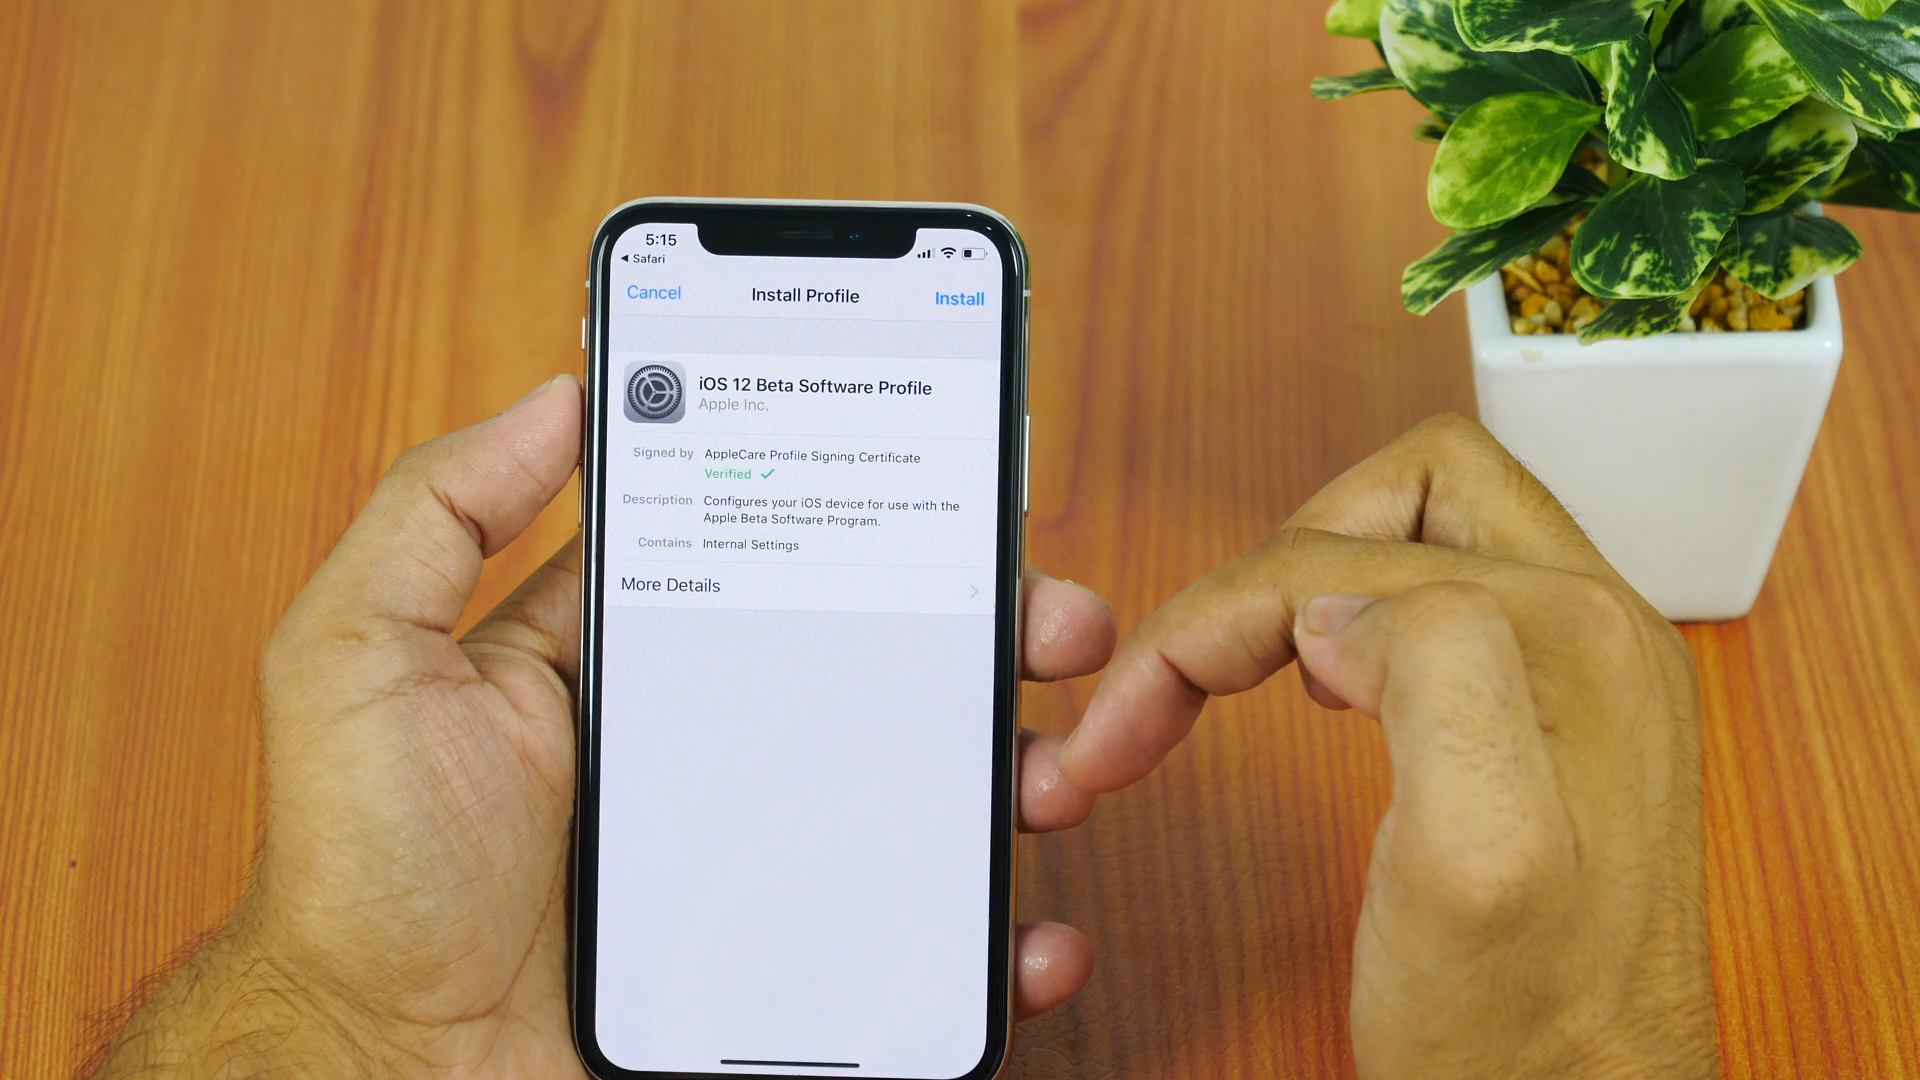 5:15
◀ Safari
Cancel Install Profile Install
iOS 12 Beta Software Profile
Apple Inc.
Signed by AppleCare Profile Signing Certificate
Verified ✓
Description Configures your iOS device for use with the
Apple Beta Software Program.
Contains Internal Settings
More Details